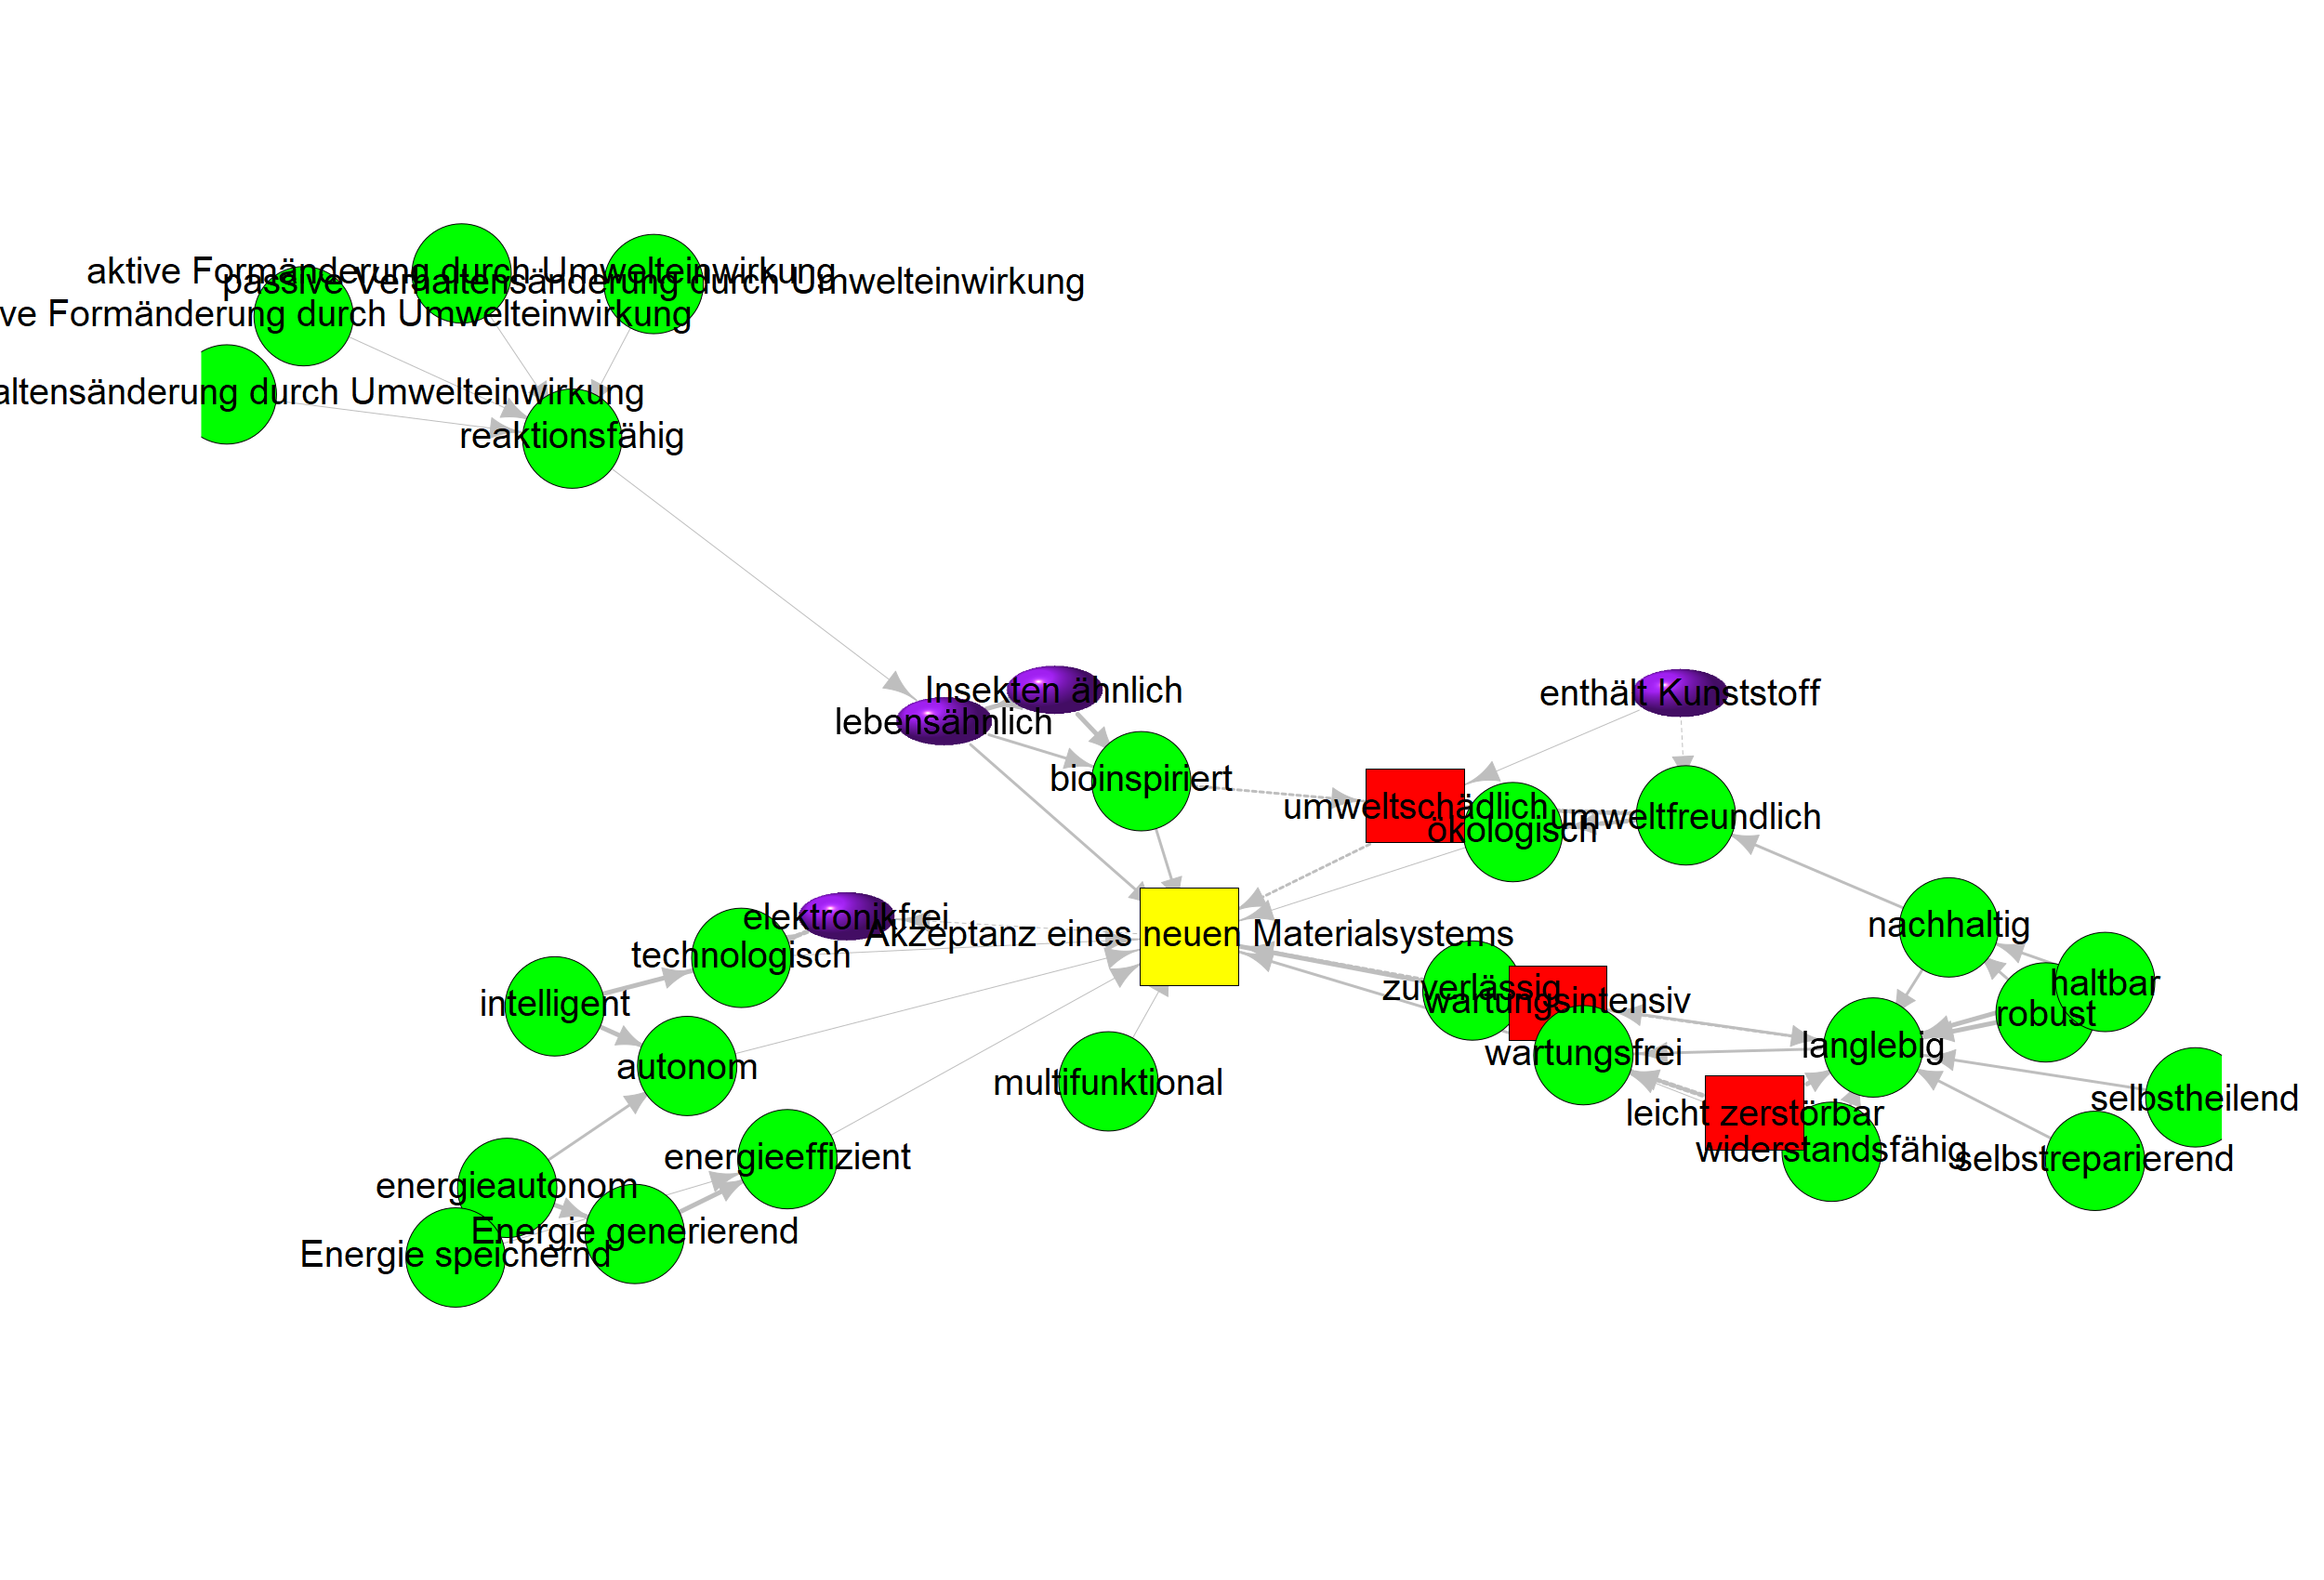 aktive Formänderung durch Umwelteinwirkung
passive Verhaltensänderung durch Umwelteinwirkung
ve Formänderung durch Umwelteinwirkung
altensänderung durch Umwelteinwirkung
reaktionsfähig
Insekten ähnlich
enthält Kunststoff
lebensähnlich
bioinspiriert
umweltschädlich
umweltfreundlich
ökologisch
elektronikfrei
nachhaltig
Akzeptanz eines neuen Materialsystems
technologisch
haltbar
zuverlässig
wartungsintensiv
intelligent
robust
langlebig
wartungsfrei
autonom
multifunktional
selbstheilend
leicht zerstörbar
widerstandsfähig
energieeffizient
selbstreparierend
energieautonom
Energie generierend
Energie speichernd